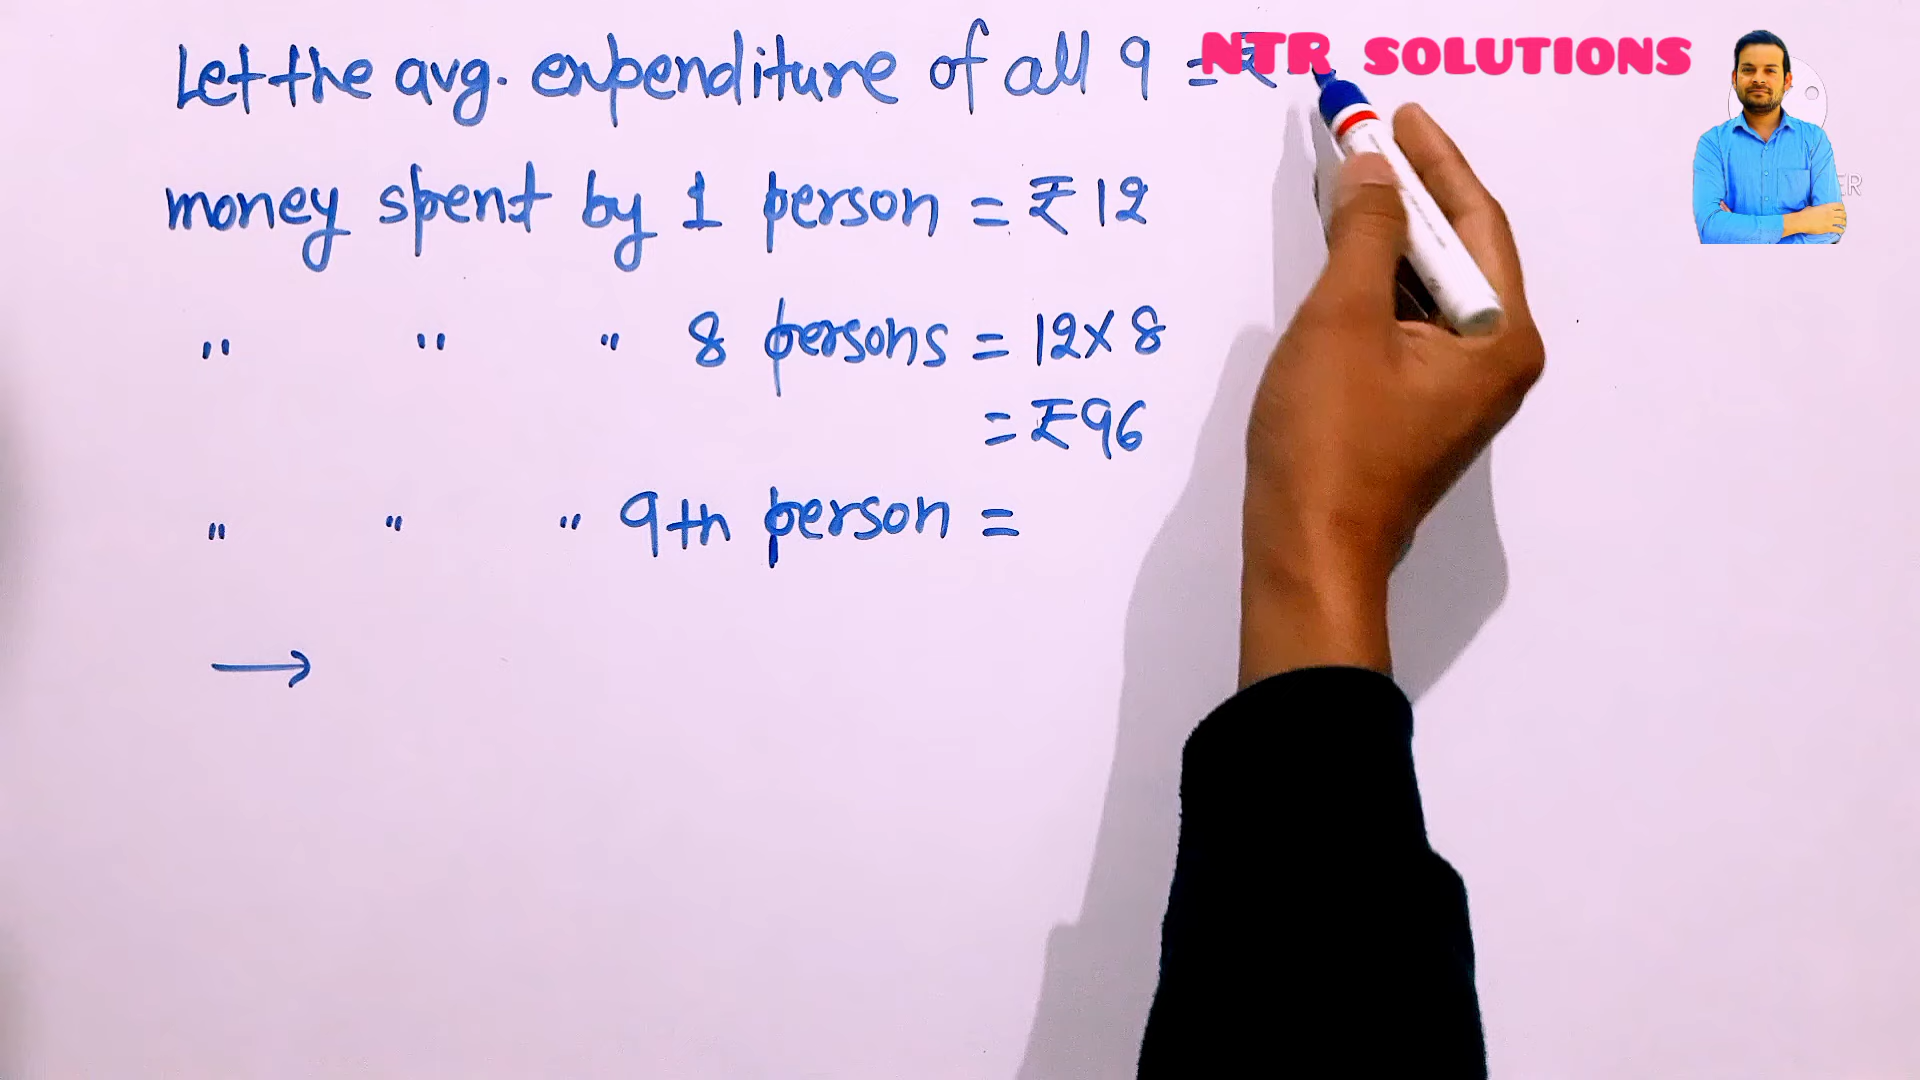 Let the avg. expenditure of all 9 = ₹
NTR SOLUTIONS
money spent by 1 person = ₹ 12
" " " 8 persons = 12 × 8
= ₹ 96
" " " 9th person =
→